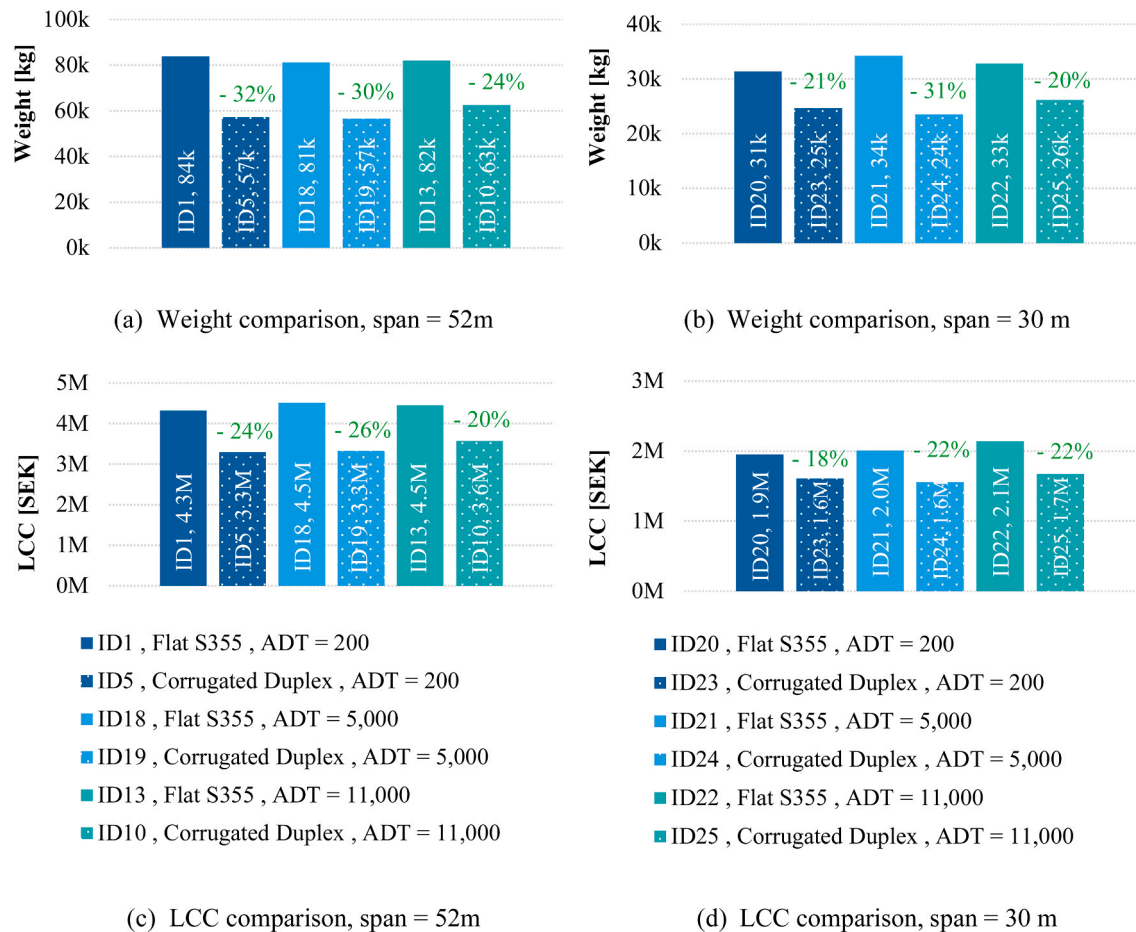 Weight [kg]
100k
80k
60k
40k
20k
0k
- 32%
- 30%
- 24%
ID1, 84k
ID5, 57k
ID18, 81k
ID19, 57k
ID13, 82k
ID10, 63k
(a) Weight comparison, span = 52m
Weight [kg]
40k
30k
20k
10k
0k
- 21%
- 31%
- 20%
ID20, 31k
ID23, 25k
ID21, 34k
ID24, 24k
ID22, 33k
ID25, 26k
(b) Weight comparison, span = 30 m
LCC [SEK]
5M
4M
3M
2M
1M
0M
- 24%
- 26%
- 20%
ID1, 4.3M
ID5, 3.3M
ID18, 4.5M
ID19, 3.3M
ID13, 4.5M
ID10, 3.6M
ID1 , Flat S355 , ADT = 200
ID5 , Corrugated Duplex , ADT = 200
ID18 , Flat S355 , ADT = 5,000
ID19 , Corrugated Duplex , ADT = 5,000
ID13 , Flat S355 , ADT = 11,000
ID10 , Corrugated Duplex , ADT = 11,000
(c) LCC comparison, span = 52m
LCC [SEK]
3M
2M
1M
0M
- 18%
- 22%
- 22%
ID20, 1.9M
ID23, 1.6M
ID21, 2.0M
ID24, 1.6M
ID22, 2.1M
ID25, 1.7M
ID20 , Flat S355 , ADT = 200
ID23 , Corrugated Duplex , ADT = 200
ID21 , Flat S355 , ADT = 5,000
ID24 , Corrugated Duplex , ADT = 5,000
ID22 , Flat S355 , ADT = 11,000
ID25 , Corrugated Duplex , ADT = 11,000
(d) LCC comparison, span = 30 m